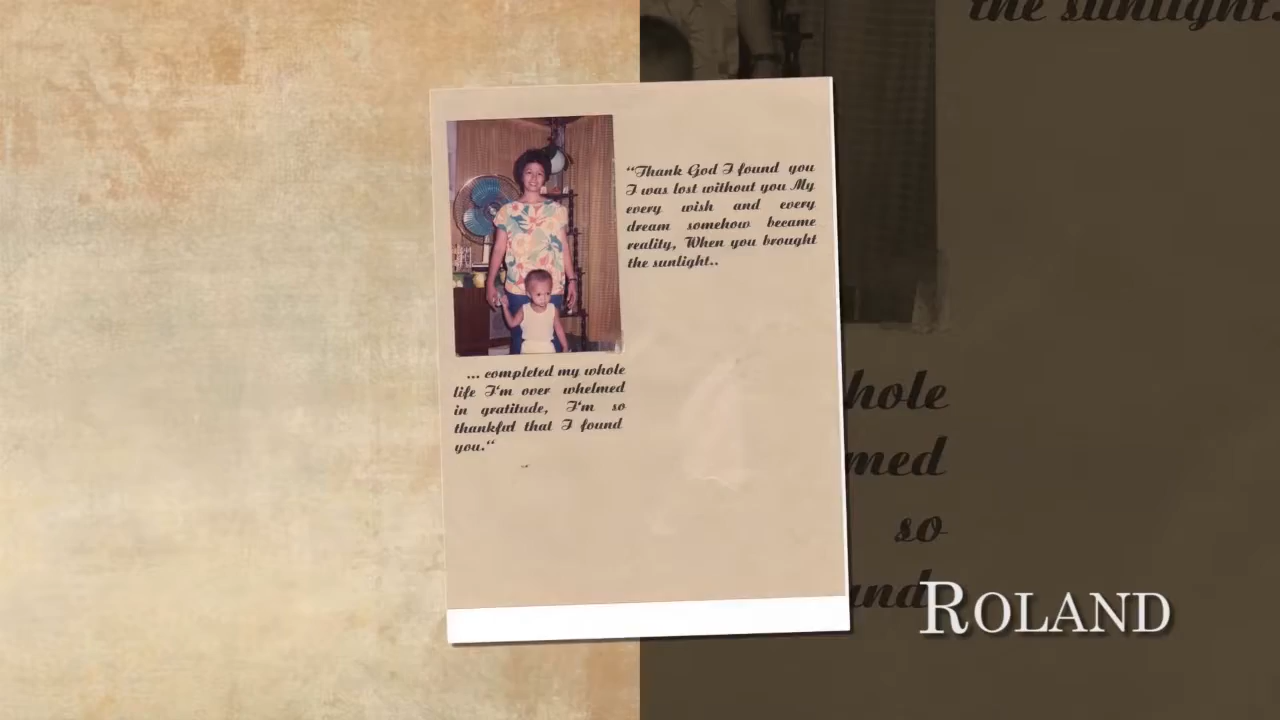 the sunlight.
“Thank God I found you
I was lost without you My
every wish and every
dream somehow became
reality, When you brought
the sunlight..
... completed my whole
life I‘m over whelmed
in gratitude, I‘m so
thankful that I found
you.“
hole
med
so
and
ROLAND